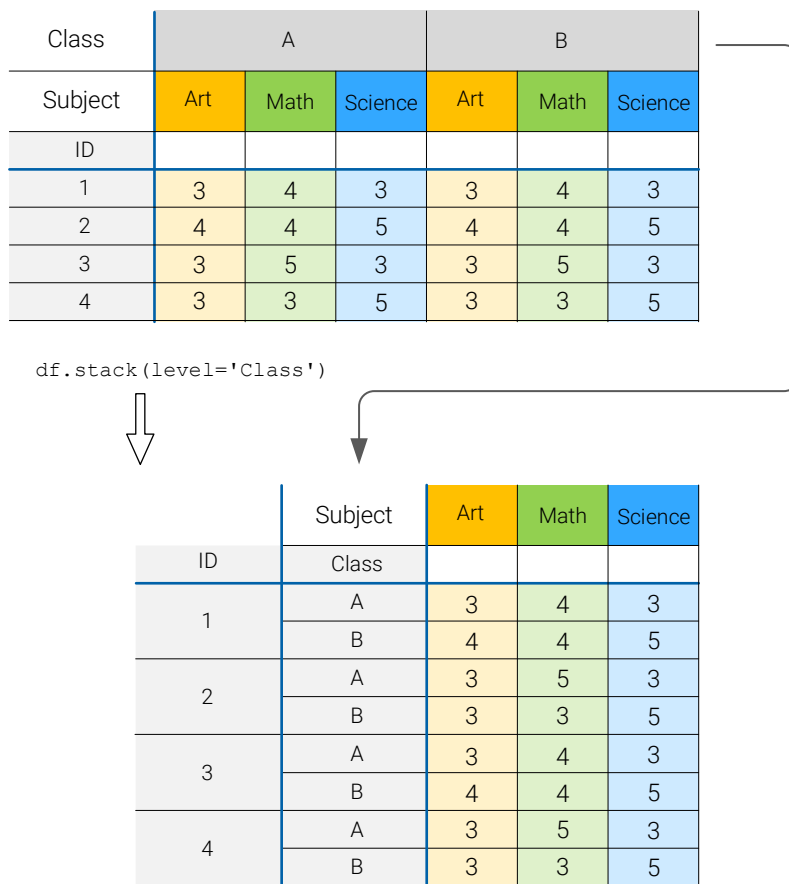 Class A B
Subject Art Math Science Art Math Science
ID
1 3 4 3 3 4 3
2 4 4 5 4 4 5
3 3 5 3 3 5 3
4 3 3 5 3 3 5
df.stack(level='Class')
Subject Art Math Science
ID Class
1 A 3 4 3
B 4 4 5
2 A 3 5 3
B 3 3 5
3 A 3 4 3
B 4 4 5
4 A 3 5 3
B 3 3 5